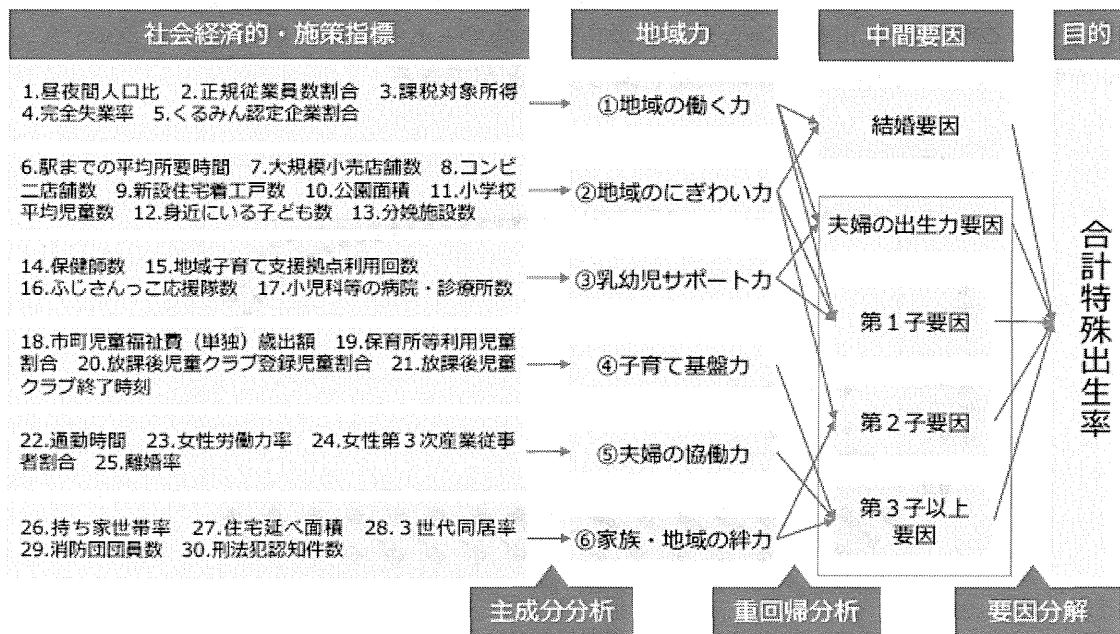 社会経済的・施策指標
地域力
中間要因
目的
1.昼夜間人口比 2.正規従業員数割合 3.課税対象所得
4.完全失業率 5.くるみん認定企業割合
①地域の働く力
結婚要因
6.駅までの平均所要時間 7.大規模小売店舗数 8.コンビ
ニ店舗数 9.新設住宅着工戸数 10.公園面積 11.小学校
平均児童数 12.身近にいる子ども数 13.分娩施設数
②地域のにぎわい力
夫婦の出生力要因
14.保健師数 15.地域子育て支援拠点利用回数
16.ふじさんっこ応援隊数 17.小児科等の病院・診療所数
③乳幼児サポート力
第1子要因
18.市町児童福祉費（単独）歳出額 19.保育所等利用児童
割合 20.放課後児童クラブ登録児童割合 21.放課後児童
クラブ終了時刻
④子育て基盤力
第2子要因
22.通勤時間 23.女性労働力率 24.女性第3次産業従事
者割合 25.離婚率
⑤夫婦の協働力
第3子以上
要因
26.持ち家世帯率 27.住宅延べ面積 28.3世代同居率
29.消防団団員数 30.刑法犯認知件数
⑥家族・地域の絆力
合計特殊出生率
主成分分析
重回帰分析
要因分解